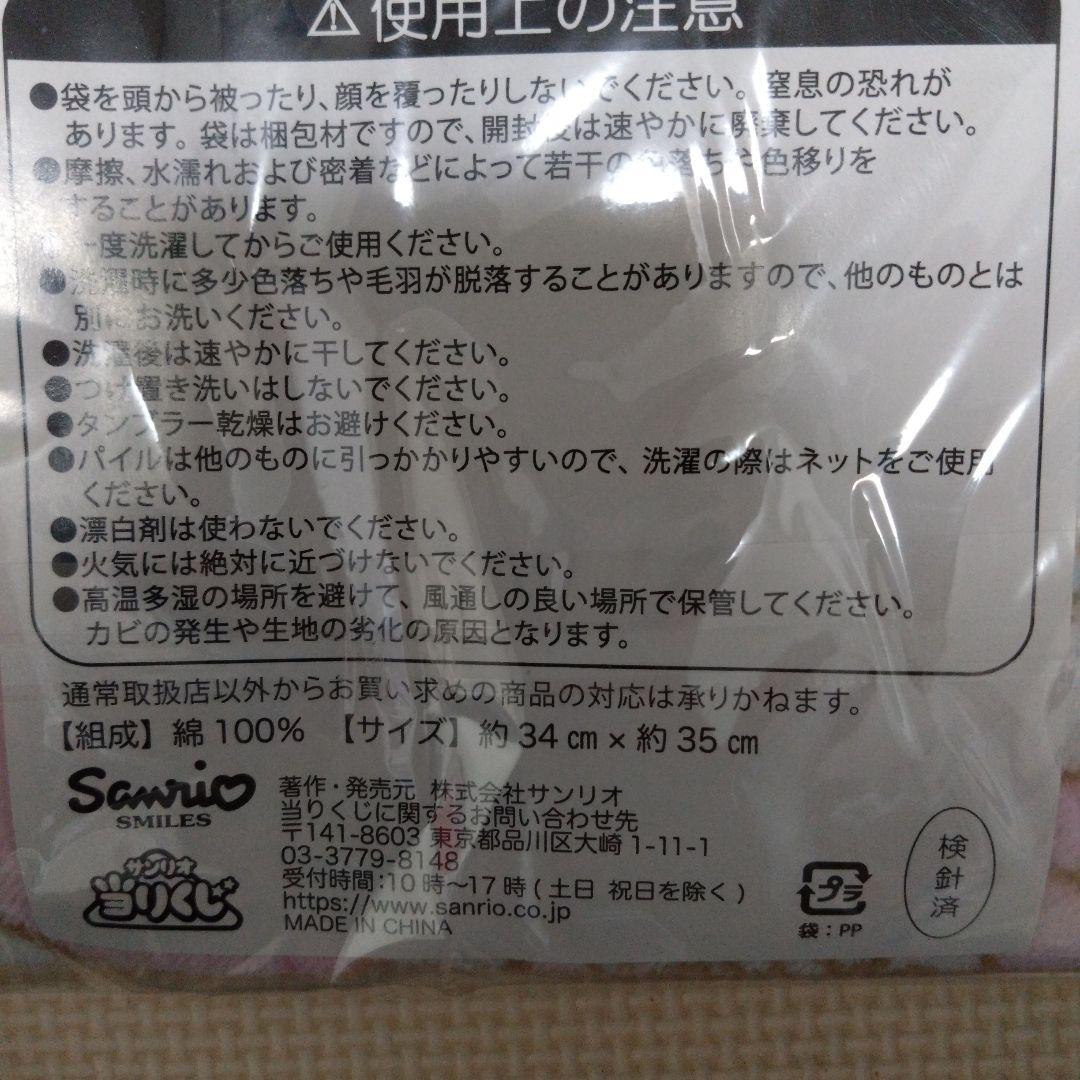 ⚠使用上の注意
●袋を頭から被ったり、顔を覆ったりしないでください。窒息の恐れが
あります。袋は梱包材ですので、開封後は速やかに廃棄してください。
●摩擦、水濡れおよび密着などによって若干の色落ちや色移りを
することがあります。
一度洗濯してからご使用ください。
●洗濯時に多少色落ちや毛羽が脱落することがありますので、他のものとは
別にお洗いください。
●洗濯後は速やかに干してください。
●つけ置き洗いはしないでください。
●タンブラー乾燥はお避けください。
●パイルは他のものに引っかかりやすいので、洗濯の際はネットをご使用
ください。
●漂白剤は使わないでください。
●火気には絶対に近づけないでください。
●高温多湿の場所を避けて、風通しの良い場所で保管してください。
カビの発生や生地の劣化の原因となります。
通常取扱店以外からお買い求めの商品の対応は承りかねます。
【組成】綿100% 【サイズ】約34㎝×約35㎝
Sanrio
SMILES
サンリオ
当りくじ
著作・発売元 株式会社サンリオ
当りくじに関するお問い合わせ先
〒141-8603 東京都品川区大崎1-11-1
03-3779-8148
受付時間:10時〜17時(土日 祝日を除く)
https://www.sanrio.co.jp
MADE IN CHINA
プラ
袋:PP
検
針
済